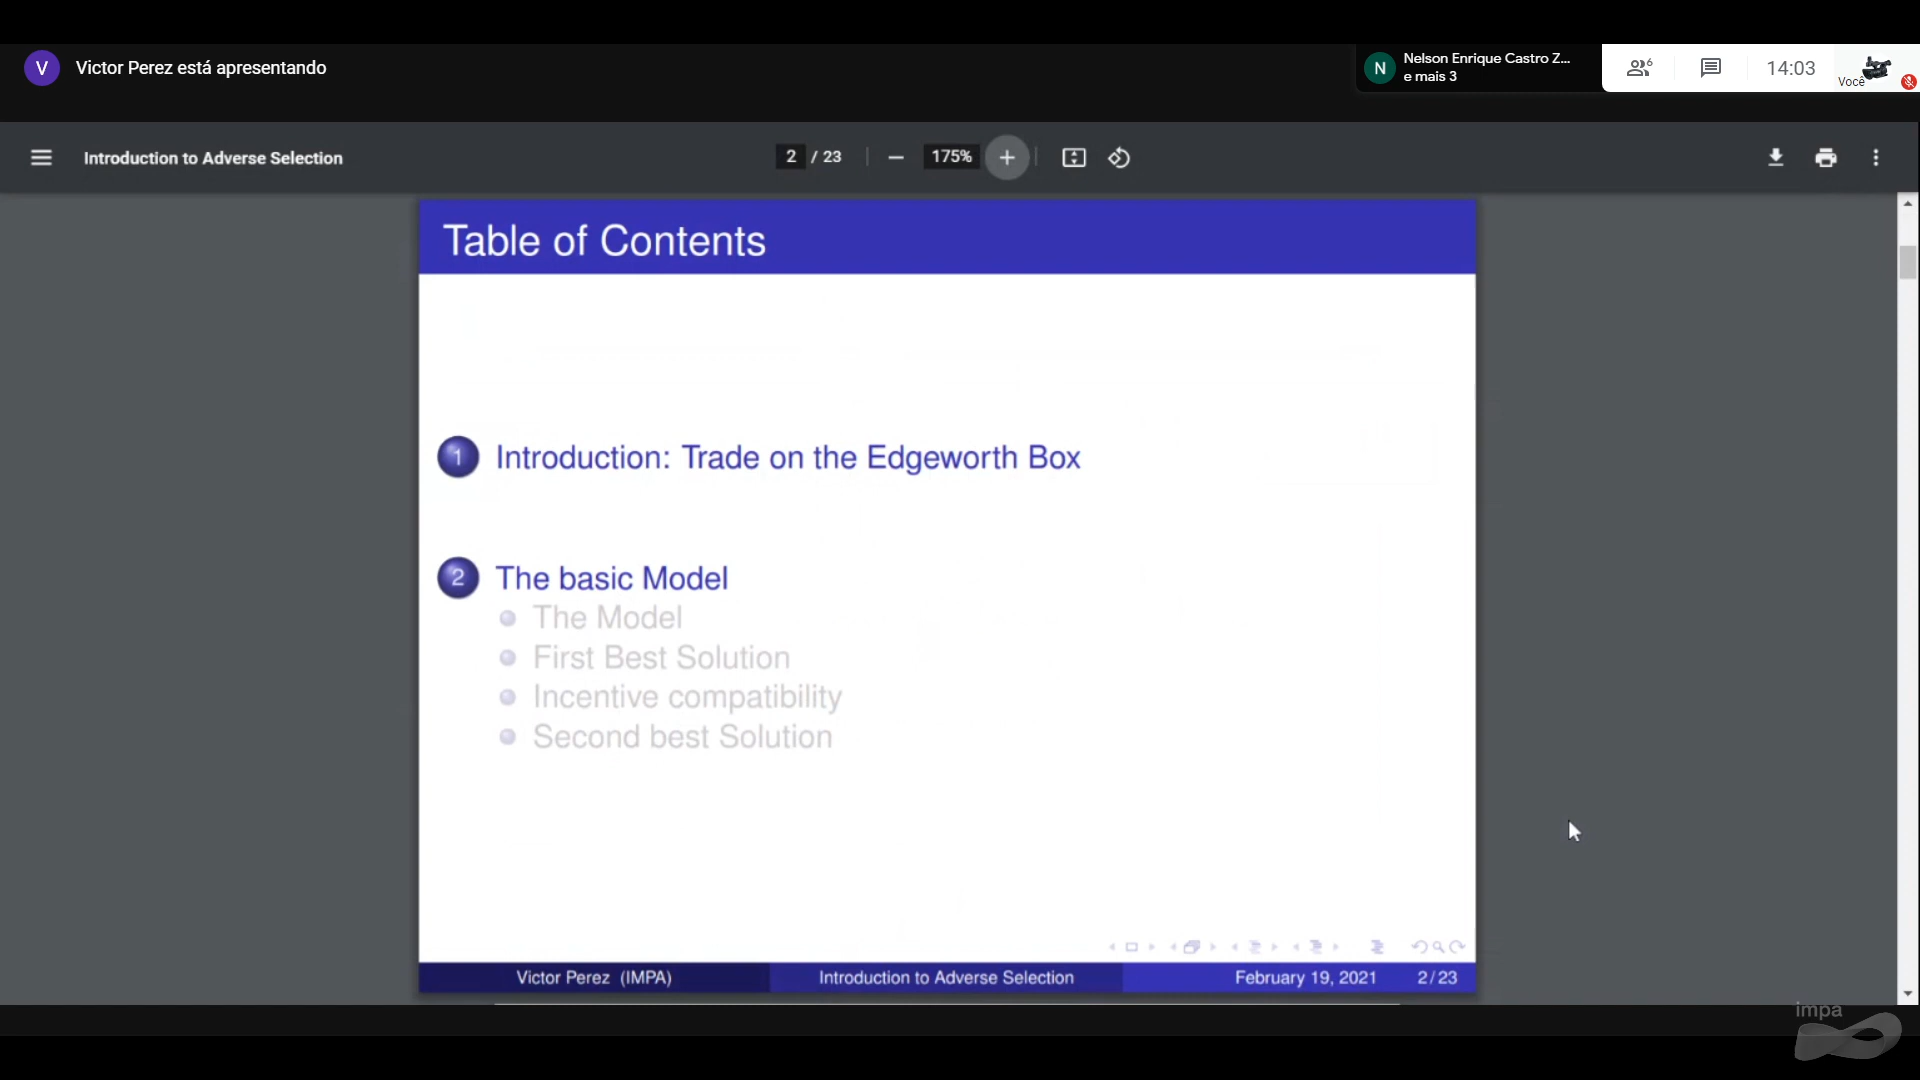 V Victor Perez está apresentando
N Nelson Enrique Castro Z...
e mais 3
6
14:03
Você
Introduction to Adverse Selection
2 / 23
175%
Table of Contents
1 Introduction: Trade on the Edgeworth Box
2 The basic Model
The Model
First Best Solution
Incentive compatibility
Second best Solution
Victor Perez (IMPA) Introduction to Adverse Selection February 19, 2021 2/23
impa